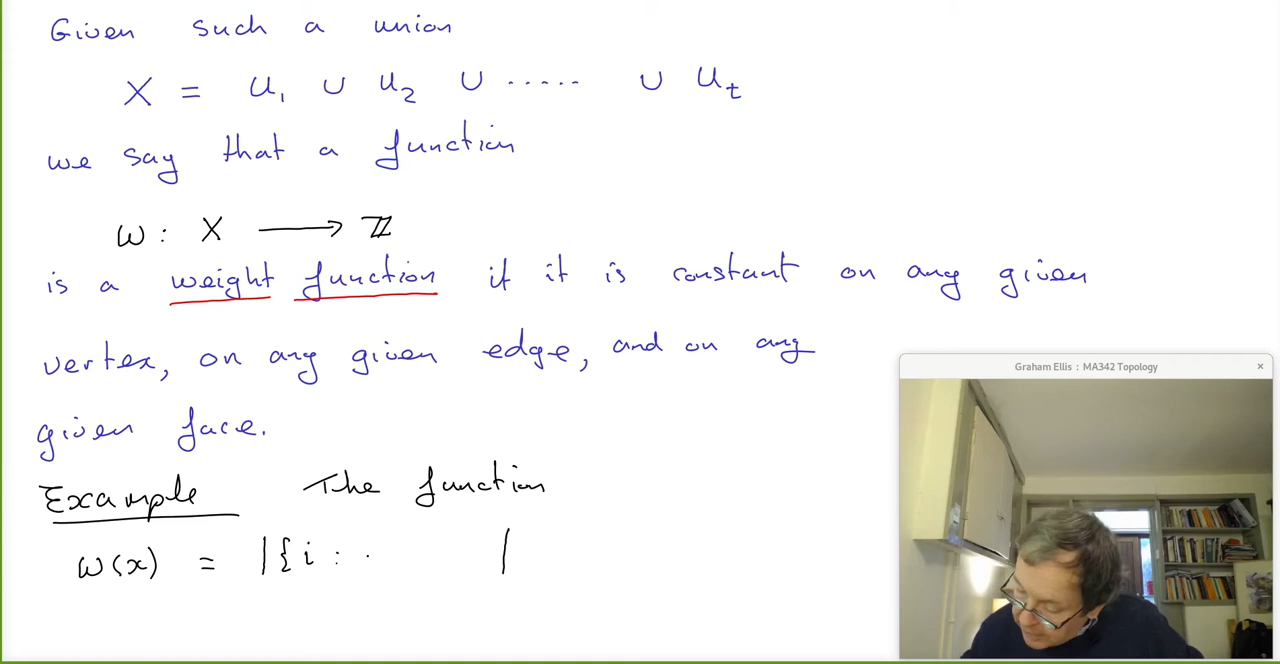 Given such a union
X = U₁ ∪ U₂ ∪ ..... ∪ Uₜ
we say that a function
ω : X ⟶ ℤ
is a weight function if it is constant on any given
vertex, on any given edge, and on any
given face.
Example The function
ω(x) = |{i : . |
Graham Ellis : MA342 Topology ×